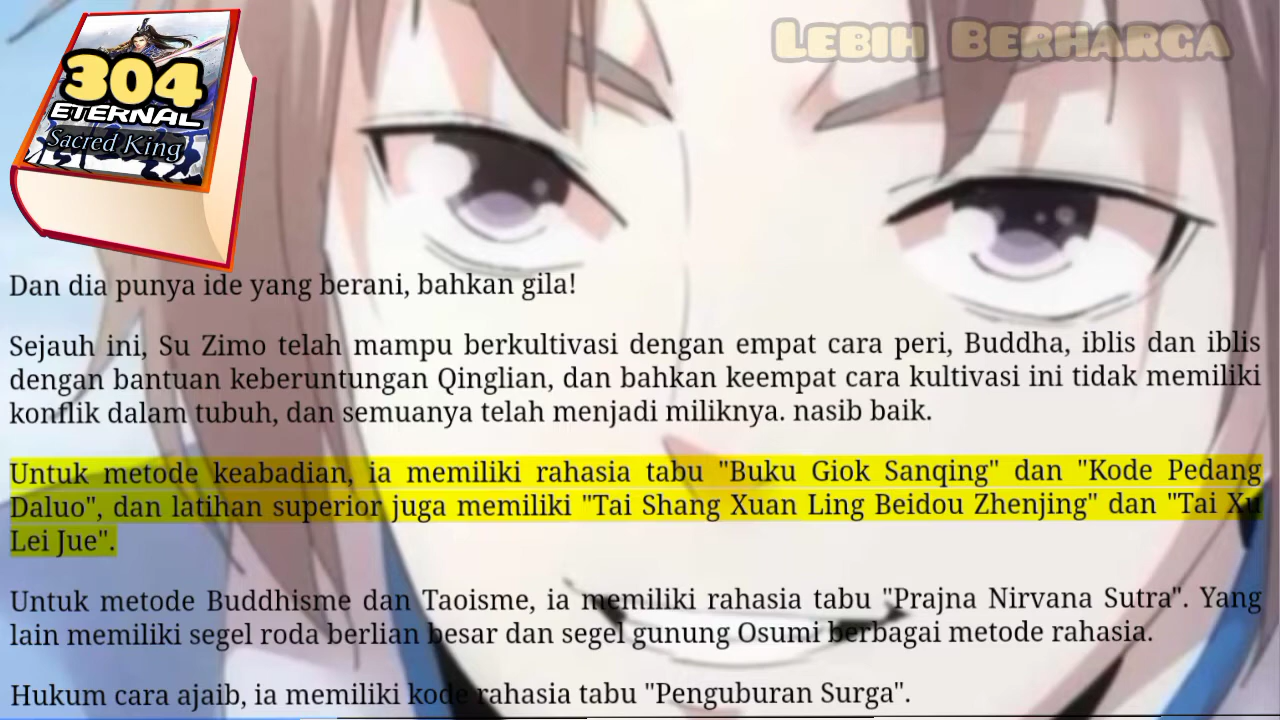 Lebih Berharga
304
ETERNAL
Sacred King
Dan dia punya ide yang berani, bahkan gila!
Sejauh ini, Su Zimo telah mampu berkultivasi dengan empat cara peri, Buddha, iblis dan iblis
dengan bantuan keberuntungan Qinglian, dan bahkan keempat cara kultivasi ini tidak memiliki
konflik dalam tubuh, dan semuanya telah menjadi miliknya. nasib baik.
Untuk metode keabadian, ia memiliki rahasia tabu "Buku Giok Sanqing" dan "Kode Pedang
Daluo", dan latihan superior juga memiliki "Tai Shang Xuan Ling Beidou Zhenjing" dan "Tai Xu
Lei Jue".
Untuk metode Buddhisme dan Taoisme, ia memiliki rahasia tabu "Prajna Nirvana Sutra". Yang
lain memiliki segel roda berlian besar dan segel gunung Osumi berbagai metode rahasia.
Hukum cara ajaib, ia memiliki kode rahasia tabu "Penguburan Surga".